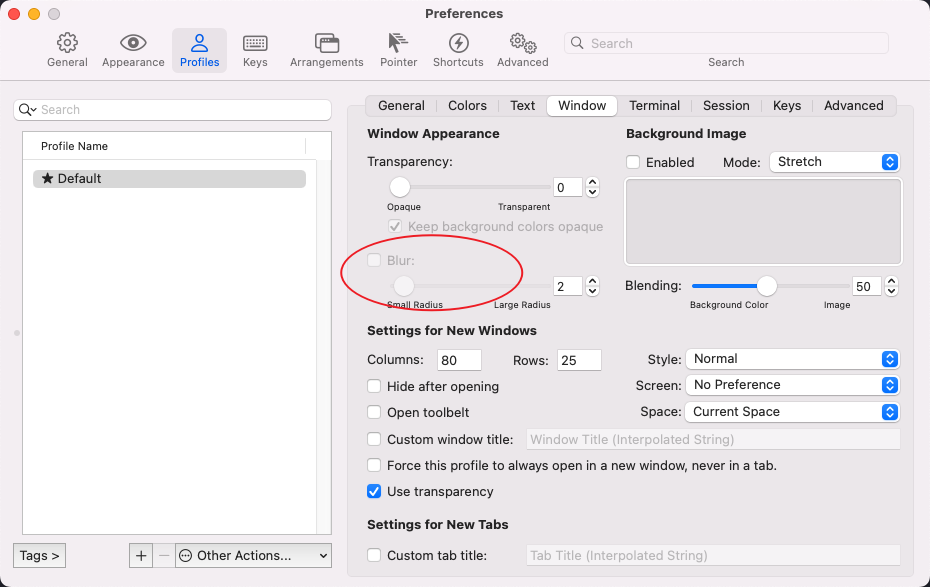 Preferences
General Appearance Profiles Keys Arrangements Pointer Shortcuts Advanced Search
Search
Search
Profile Name
★ Default
Tags >
+ − Other Actions...
General Colors Text Window Terminal Session Keys Advanced
Window Appearance
Transparency:
0
Opaque Transparent
Keep background colors opaque
Blur:
2
Small Radius Large Radius
Background Image
Enabled Mode: Stretch
Blending: 50
Background Color Image
Settings for New Windows
Columns: 80 Rows: 25 Style: Normal
Hide after opening Screen: No Preference
Open toolbelt Space: Current Space
Custom window title: Window Title (Interpolated String)
Force this profile to always open in a new window, never in a tab.
Use transparency
Settings for New Tabs
Custom tab title: Tab Title (Interpolated String)